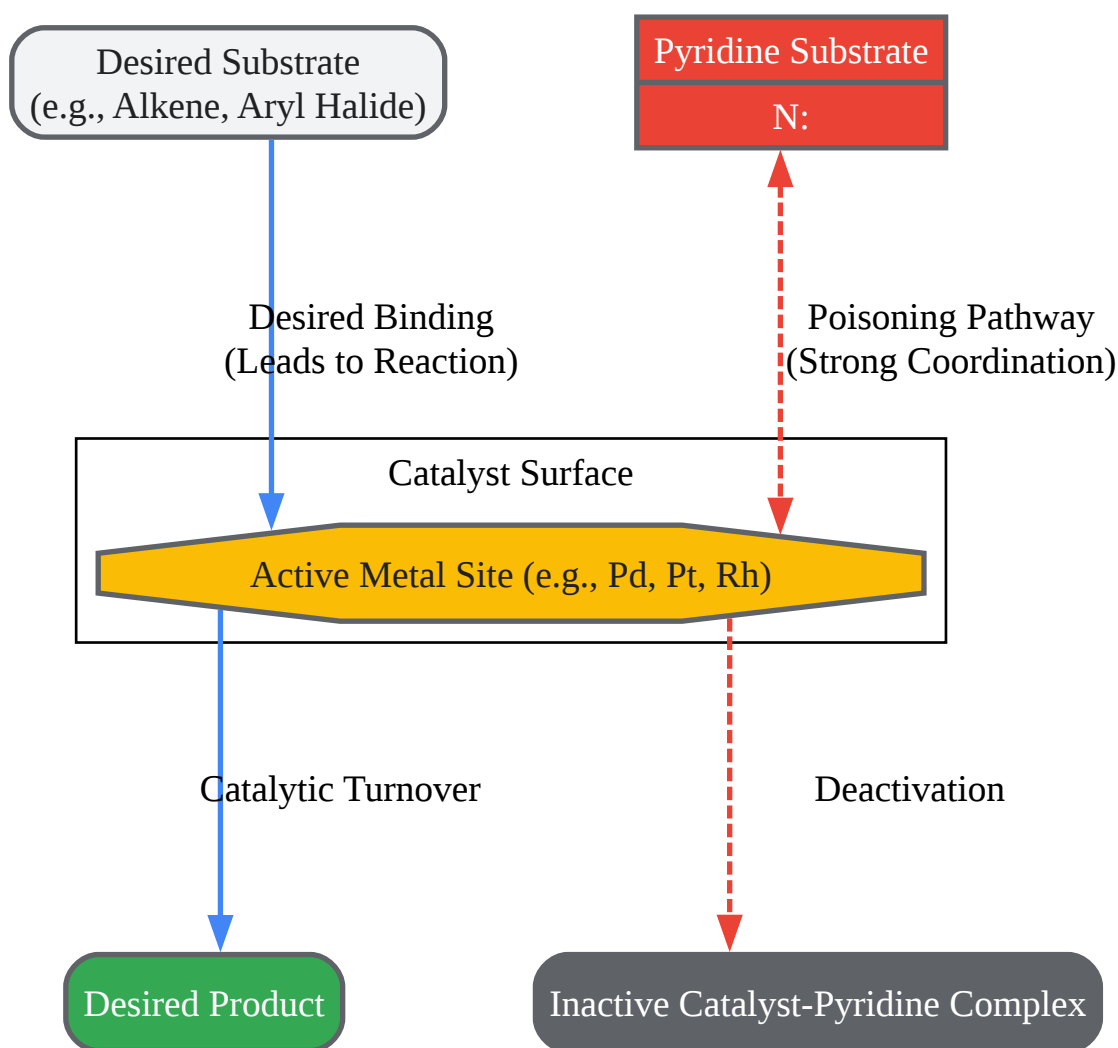 Desired Substrate
(e.g., Alkene, Aryl Halide)
Pyridine Substrate
N:
Desired Binding
(Leads to Reaction)
Poisoning Pathway
(Strong Coordination)
Catalyst Surface
Active Metal Site (e.g., Pd, Pt, Rh)
Catalytic Turnover
Deactivation
Desired Product
Inactive Catalyst-Pyridine Complex